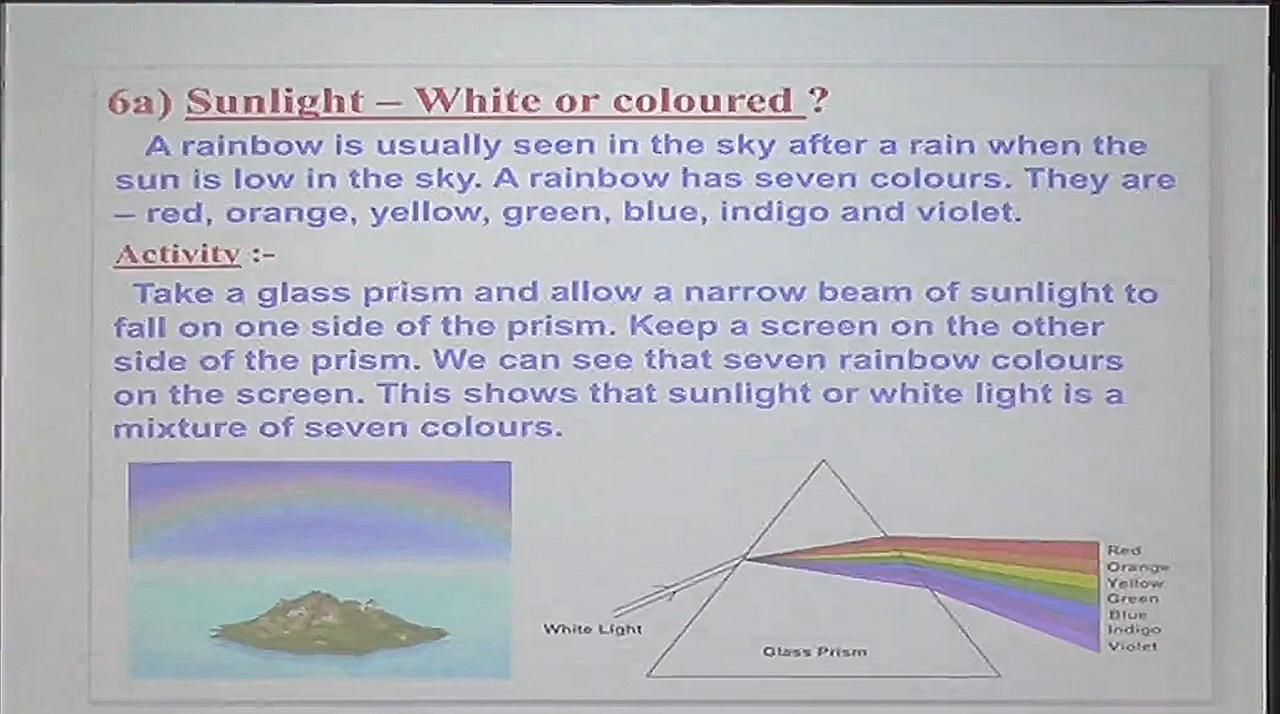 6a) Sunlight – White or coloured ?
A rainbow is usually seen in the sky after a rain when the
sun is low in the sky. A rainbow has seven colours. They are
– red, orange, yellow, green, blue, indigo and violet.
Activity :-
Take a glass prism and allow a narrow beam of sunlight to
fall on one side of the prism. Keep a screen on the other
side of the prism. We can see that seven rainbow colours
on the screen. This shows that sunlight or white light is a
mixture of seven colours.
Red
Orange
Yellow
Green
Blue
Indigo
Violet
White Light
Glass Prism